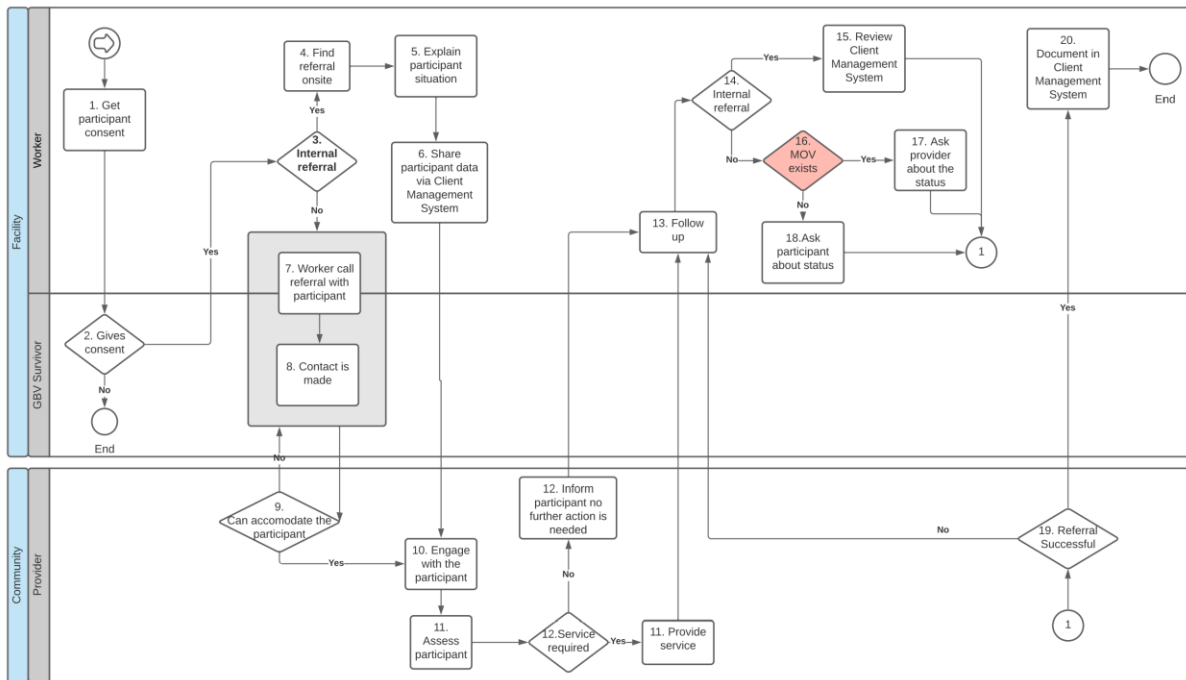 Facility
Worker
GBV Survivor
Community
Provider
1. Get
participant
consent
2. Gives
consent
No
End
Yes
3.
Internal
referral
Yes
No
4. Find
referral
onsite
5. Explain
participant
situation
6. Share
participant data
via Client
Management
System
7. Worker call
referral with
participant
8. Contact is
made
No
9.
Can accomodate the
participant
Yes
10. Engage
with the
participant
11.
Assess
participant
12.Service
required
No
Yes
12. Inform
participant no
further action is
needed
11. Provide
service
13. Follow
up
14.
Internal
referral
Yes
No
15. Review
Client
Management
System
16.
MOV
exists
Yes
No
17. Ask
provider
about the
status
18.Ask
participant
about status
1
1
19. Referral
Successful
No
Yes
20.
Document in
Client
Management
System
End